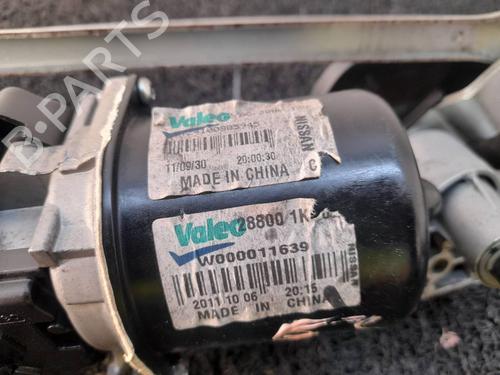 B-PARTS
Valeo
NISSAN
11/09/30 20:00:30
MADE IN CHINA C
Valeo 28800
W000011639
NISSAN
2011 10 06 20:15
MADE IN CHINA